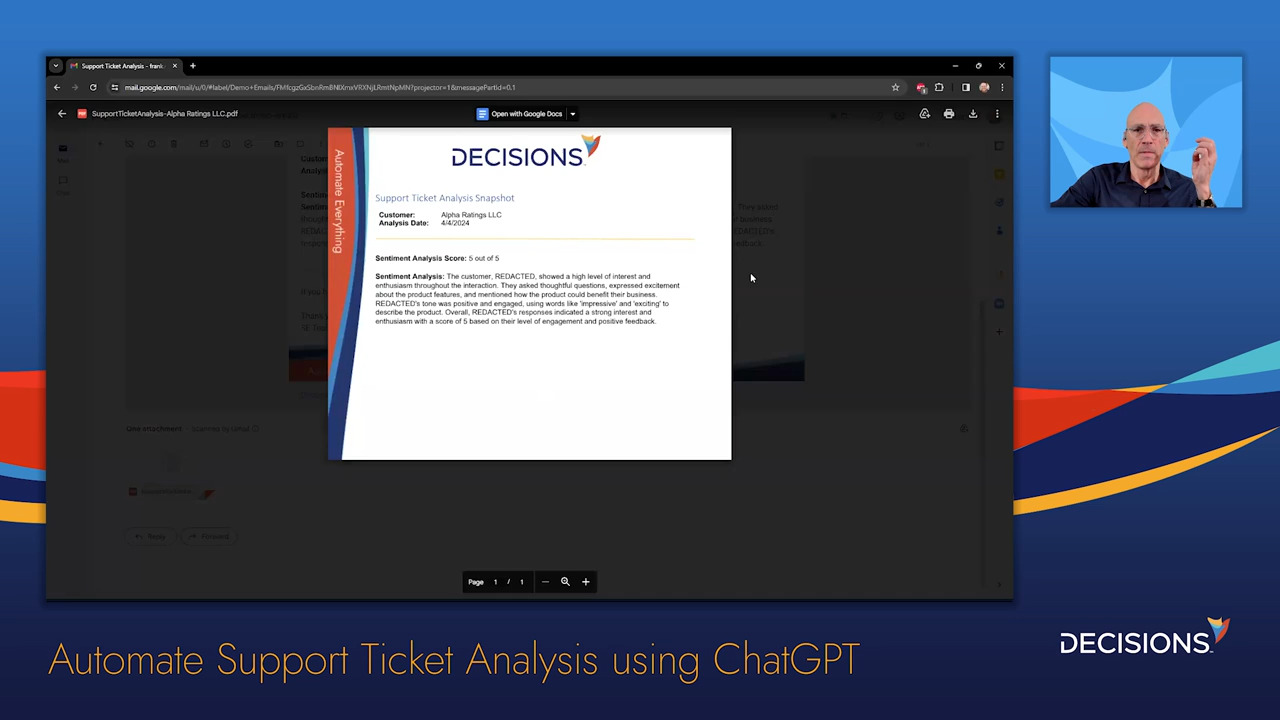 Support Ticket Analysis - frank
mail.google.com/mail/u/0/#label/Demo+Emails/
SupportTicketAnalysis-Alpha Ratings LLC.pdf
Open with Google Docs
Automate Everything
DECISIONS
Support Ticket Analysis Snapshot
Customer: Alpha Ratings LLC
Analysis Date: 4/4/2024
Sentiment Analysis Score: 5 out of 5
Sentiment Analysis: The customer, REDACTED, showed a high level of interest and
enthusiasm throughout the interaction. They asked thoughtful questions, expressed excitement
about the product features, and mentioned how the product could benefit their business.
REDACTED's tone was positive and engaged, using words like 'impressive' and 'exciting' to
describe the product. Overall, REDACTED's responses indicated a strong interest and
enthusiasm with a score of 5 based on their level of engagement and positive feedback.
One attachment
Reply
Forward
Page 1 / 1
Automate Support Ticket Analysis using ChatGPT
DECISIONS